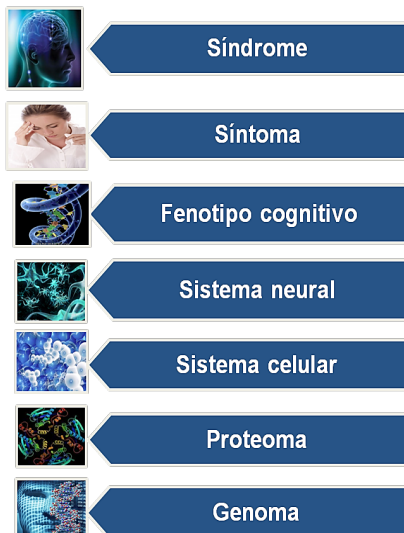 Síndrome
Síntoma
Fenotipo cognitivo
Sistema neural
Sistema celular
Proteoma
Genoma